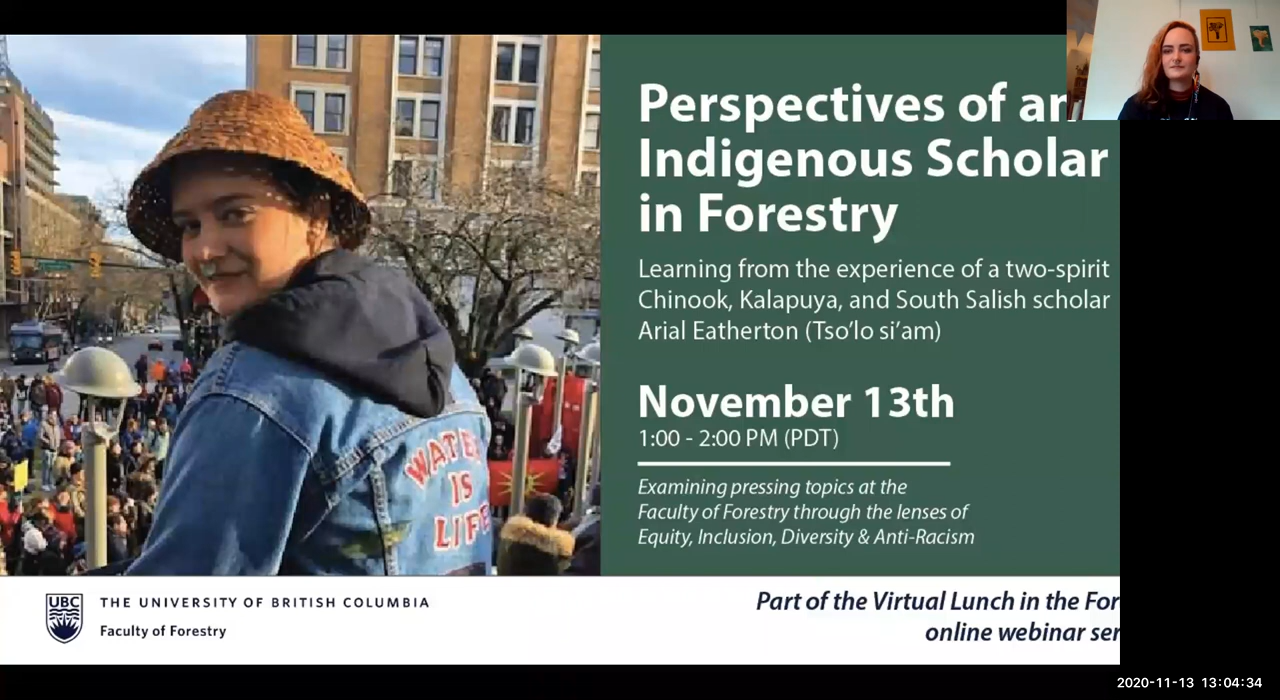 Perspectives of an
Indigenous Scholar
in Forestry
Learning from the experience of a two-spirit
Chinook, Kalapuya, and South Salish scholar
Arial Eatherton (Tso'lo si'am)
November 13th
1:00 - 2:00 PM (PDT)
Examining pressing topics at the
Faculty of Forestry through the lenses of
Equity, Inclusion, Diversity & Anti-Racism
WATER
IS
LIFE
UBC
THE UNIVERSITY OF BRITISH COLUMBIA
Faculty of Forestry
Part of the Virtual Lunch in the For
online webinar ser
2020-11-13 13:04:34